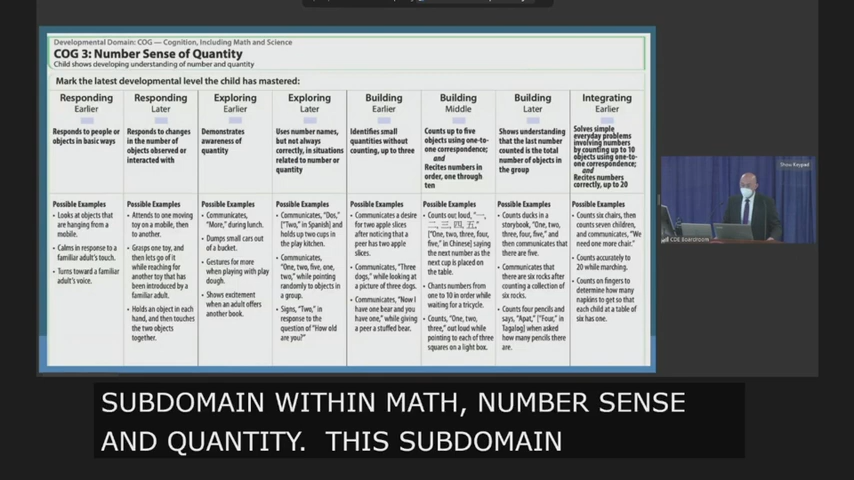 Developmental Domain: COG — Cognition, Including Math and Science
COG 3: Number Sense of Quantity
Child shows developing understanding of number and quantity
Mark the latest developmental level the child has mastered:
Responding
Earlier
Responds to people or
objects in basic ways
Possible Examples
• Looks at objects that
are hanging from a
mobile.
• Calms in response to a
familiar adult's touch.
• Turns toward a familiar
adult's voice.
Responding
Later
Responds to changes
in the number of
objects observed or
interacted with
Possible Examples
• Attends to one moving
toy on a mobile, then
to another.
• Grasps one toy, and
then lets go of it
while reaching for
another toy that has
been introduced by a
familiar adult.
• Holds an object in each
hand, and then touches
the two objects
together.
Exploring
Earlier
Demonstrates
awareness of
quantity
Possible Examples
• Communicates,
"More," during lunch.
• Dumps small cars out
of a bucket.
• Gestures for more
when playing with play
dough.
• Shows excitement
when an adult offers
another book.
Exploring
Later
Uses number names,
but not always
correctly, in situations
related to number or
quantity
Possible Examples
• Communicates, "Dos,"
["Two," in Spanish] and
holds up two cups in
the play kitchen.
• Communicates,
"One, two, five, one,
two," while pointing
randomly to objects in
a group.
• Signs, "Two," in
response to the
question of "How old
are you?"
Building
Earlier
Identifies small
quantities without
counting, up to three
Possible Examples
• Communicates a desire
for two apple slices
after noticing that a
peer has two apple
slices.
• Communicates, "Three
dogs," while looking at
a picture of three dogs.
• Communicates, "Now I
have one bear and you
have one," while giving
a peer a stuffed bear.
Building
Middle
Counts up to five
objects using one-to-
one correspondence;
and
Recites numbers in
order, one through
ten
Possible Examples
• Counts out loud, "一,
二, 三, 四, 五,"
["One, two, three, four,
five," in Chinese] saying
the next number as the
next cup is placed on
the table.
• Chants numbers from
one to 10 in order while
waiting for a tricycle.
• Counts, "One, two,
three," out loud while
pointing to each of three
squares on a light box.
Building
Later
Shows understanding
that the last number
counted is the total
number of objects in
the group
Possible Examples
• Counts ducks in a
storybook, "One, two,
three, four, five," and
then communicates that
there are five.
• Communicates that
there are six rocks after
counting a collection of
six rocks.
• Counts four pencils and
says, "Apat," ["Four," in
Tagalog] when asked
how many pencils there
are.
Integrating
Earlier
Solves simple
everyday problems
involving numbers
by counting up to 10
objects using one-to-
one correspondence;
and
Recites numbers
correctly, up to 20
Possible Examples
• Counts six chairs, then
counts seven children,
and communicates, "We
need one more chair."
• Counts accurately to
20 while marching.
• Counts on fingers to
determine how many
napkins to get so that
each child at a table of
six has one.
Show Keypad
CDE Boardroom
SUBDOMAIN WITHIN MATH, NUMBER SENSE
AND QUANTITY. THIS SUBDOMAIN